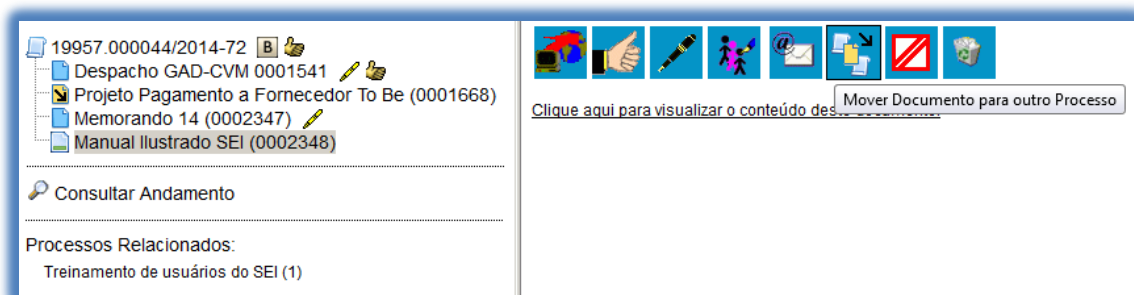 19957.000044/2014-72 B
Despacho GAD-CVM 0001541
Projeto Pagamento a Fornecedor To Be (0001668)
Memorando 14 (0002347)
Manual Ilustrado SEI (0002348)
Consultar Andamento
Processos Relacionados:
Treinamento de usuários do SEI (1)
@
Mover Documento para outro Processo
Clique aqui para visualizar o conteúdo deste documento.